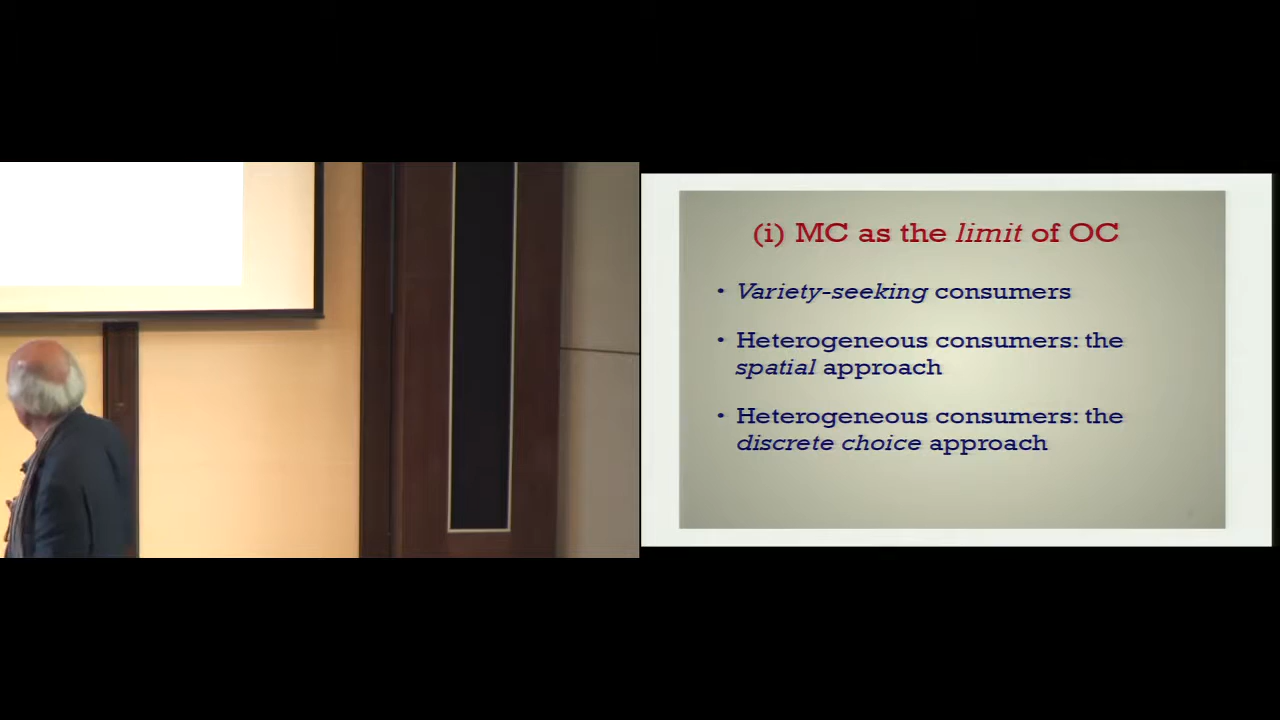 (i) MC as the limit of OC
• Variety-seeking consumers
• Heterogeneous consumers: the
spatial approach
• Heterogeneous consumers: the
discrete choice approach